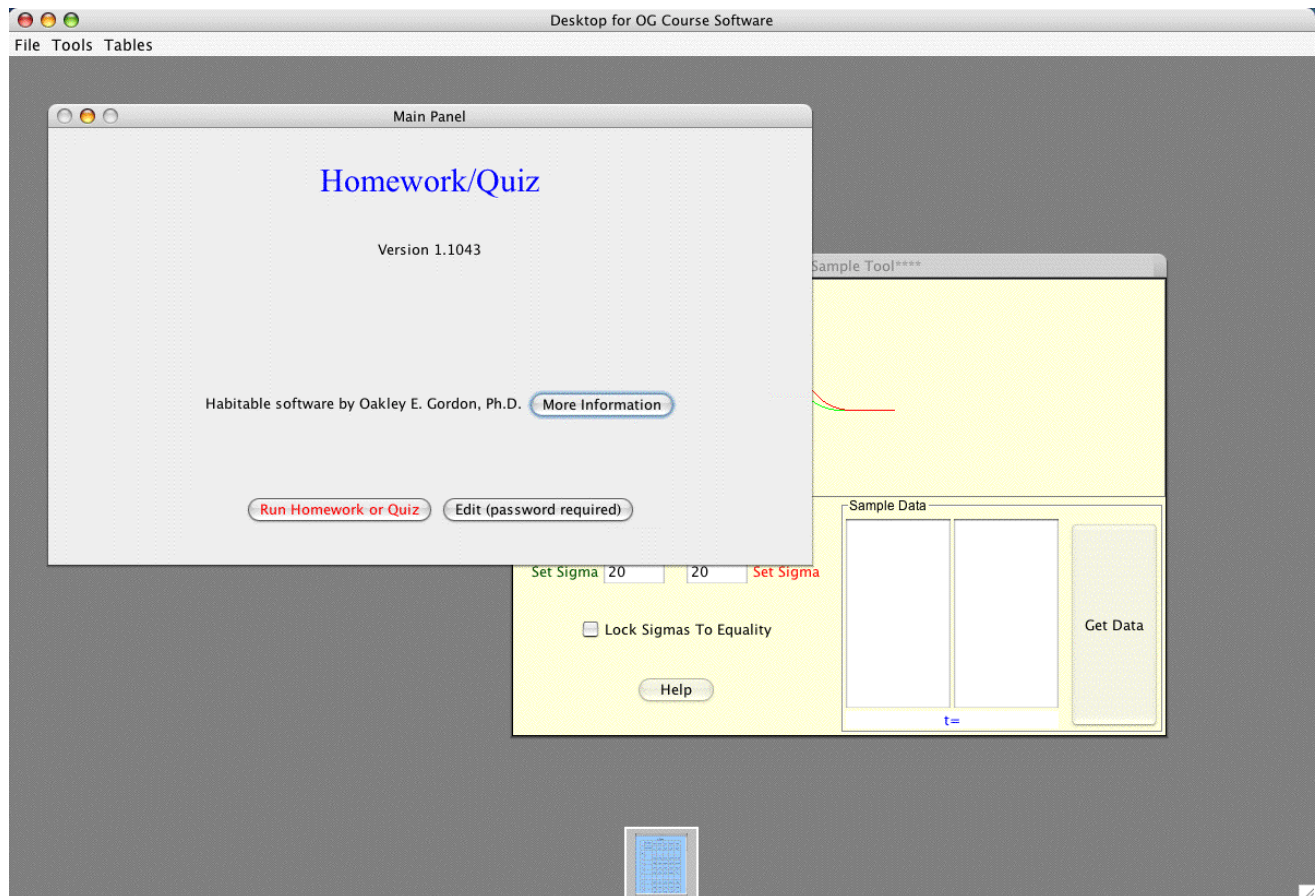 Desktop for OG Course Software
File Tools Tables
Main Panel
Homework/Quiz
Version 1.1043
Habitable software by Oakley E. Gordon, Ph.D. More Information
Run Homework or Quiz Edit (password required)
Sample Tool****
Sample Data
Set Sigma 20 20 Set Sigma
Lock Sigmas To Equality
Get Data
Help
t=